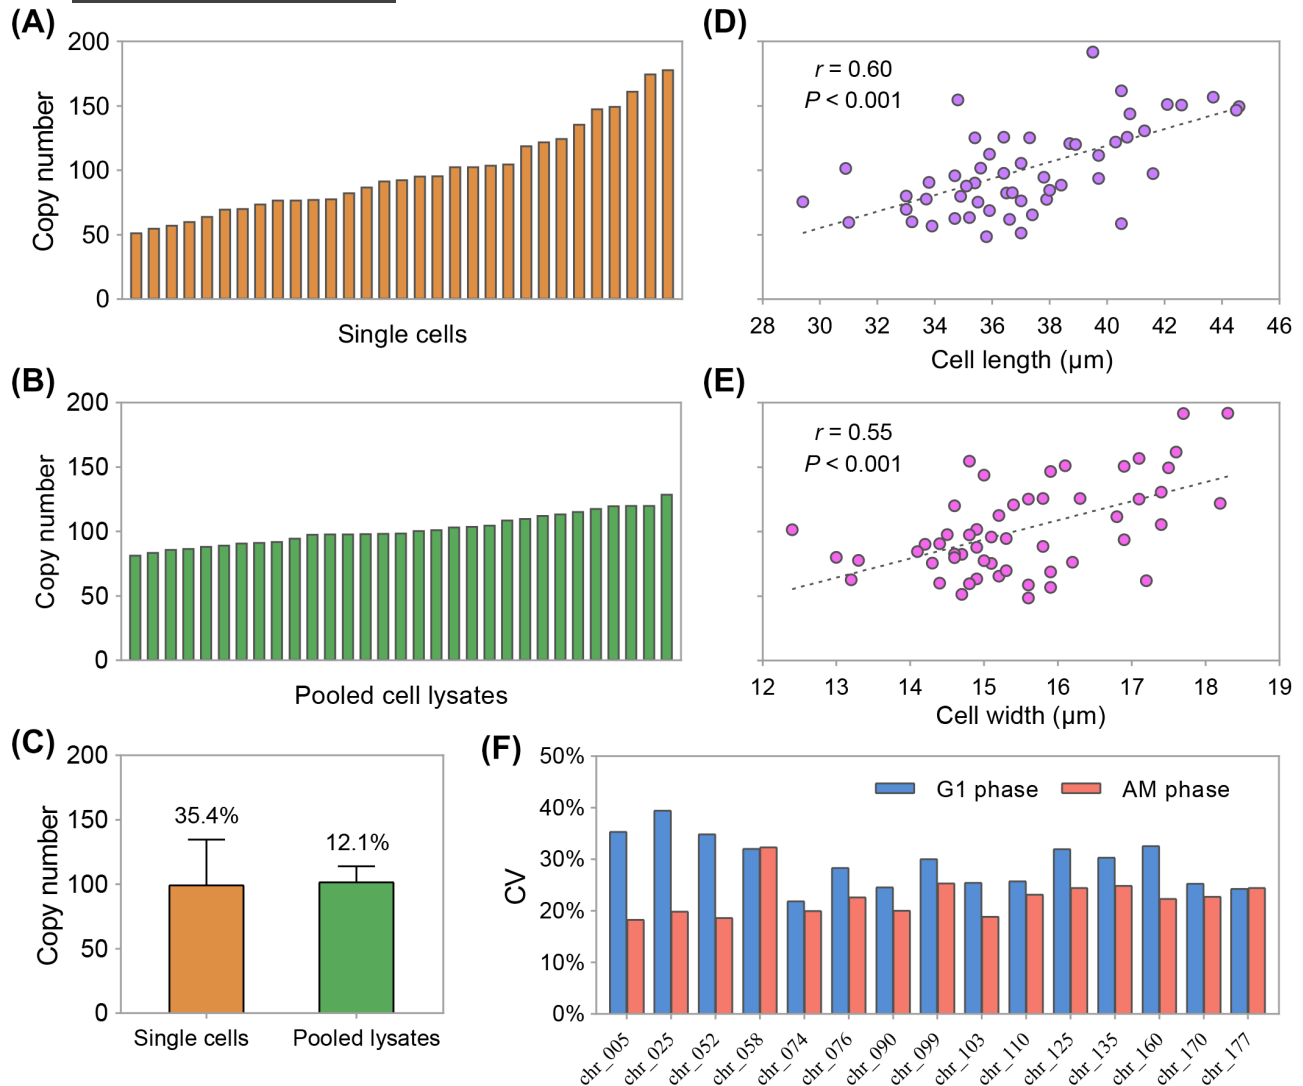 (A)
200
150
100
50
0
Copy number
Single cells
(B)
200
150
100
50
0
Copy number
Pooled cell lysates
(C)
200
150
100
50
0
Copy number
35.4%
12.1%
Single cells
Pooled lysates
(D)
r = 0.60
P < 0.001
28 30 32 34 36 38 40 42 44 46
Cell length (µm)
(E)
r = 0.55
P < 0.001
12 13 14 15 16 17 18 19
Cell width (µm)
(F)
50%
40%
30%
20%
10%
0%
CV
G1 phase
AM phase
chr_005
chr_025
chr_052
chr_058
chr_074
chr_076
chr_090
chr_099
chr_103
chr_110
chr_125
chr_135
chr_160
chr_170
chr_177